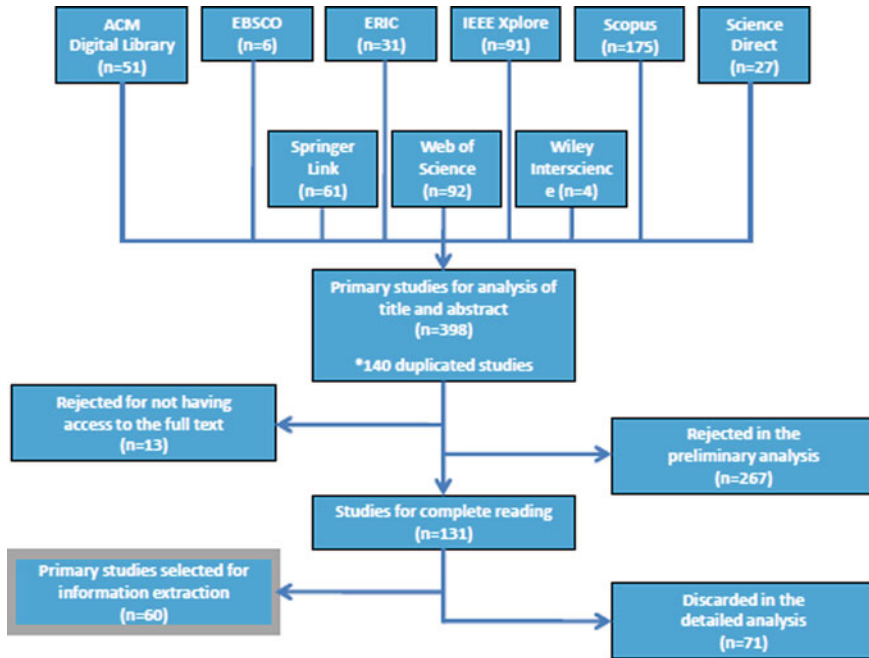 ACM
Digital Library
(n=51)
EBSCO
(n=6)
ERIC
(n=31)
IEEE Xplore
(n=91)
Scopus
(n=175)
Science
Direct
(n=27)
Springer
Link
(n=61)
Web of
Science
(n=92)
Wiley
Interscienc
e (n=4)
Primary studies for analysis of
title and abstract
(n=398)
*140 duplicated studies
Rejected for not having
access to the full text
(n=13)
Rejected in the
preliminary analysis
(n=267)
Studies for complete reading
(n=131)
Primary studies selected for
information extraction
(n=60)
Discarded in the
detailed analysis
(n=71)